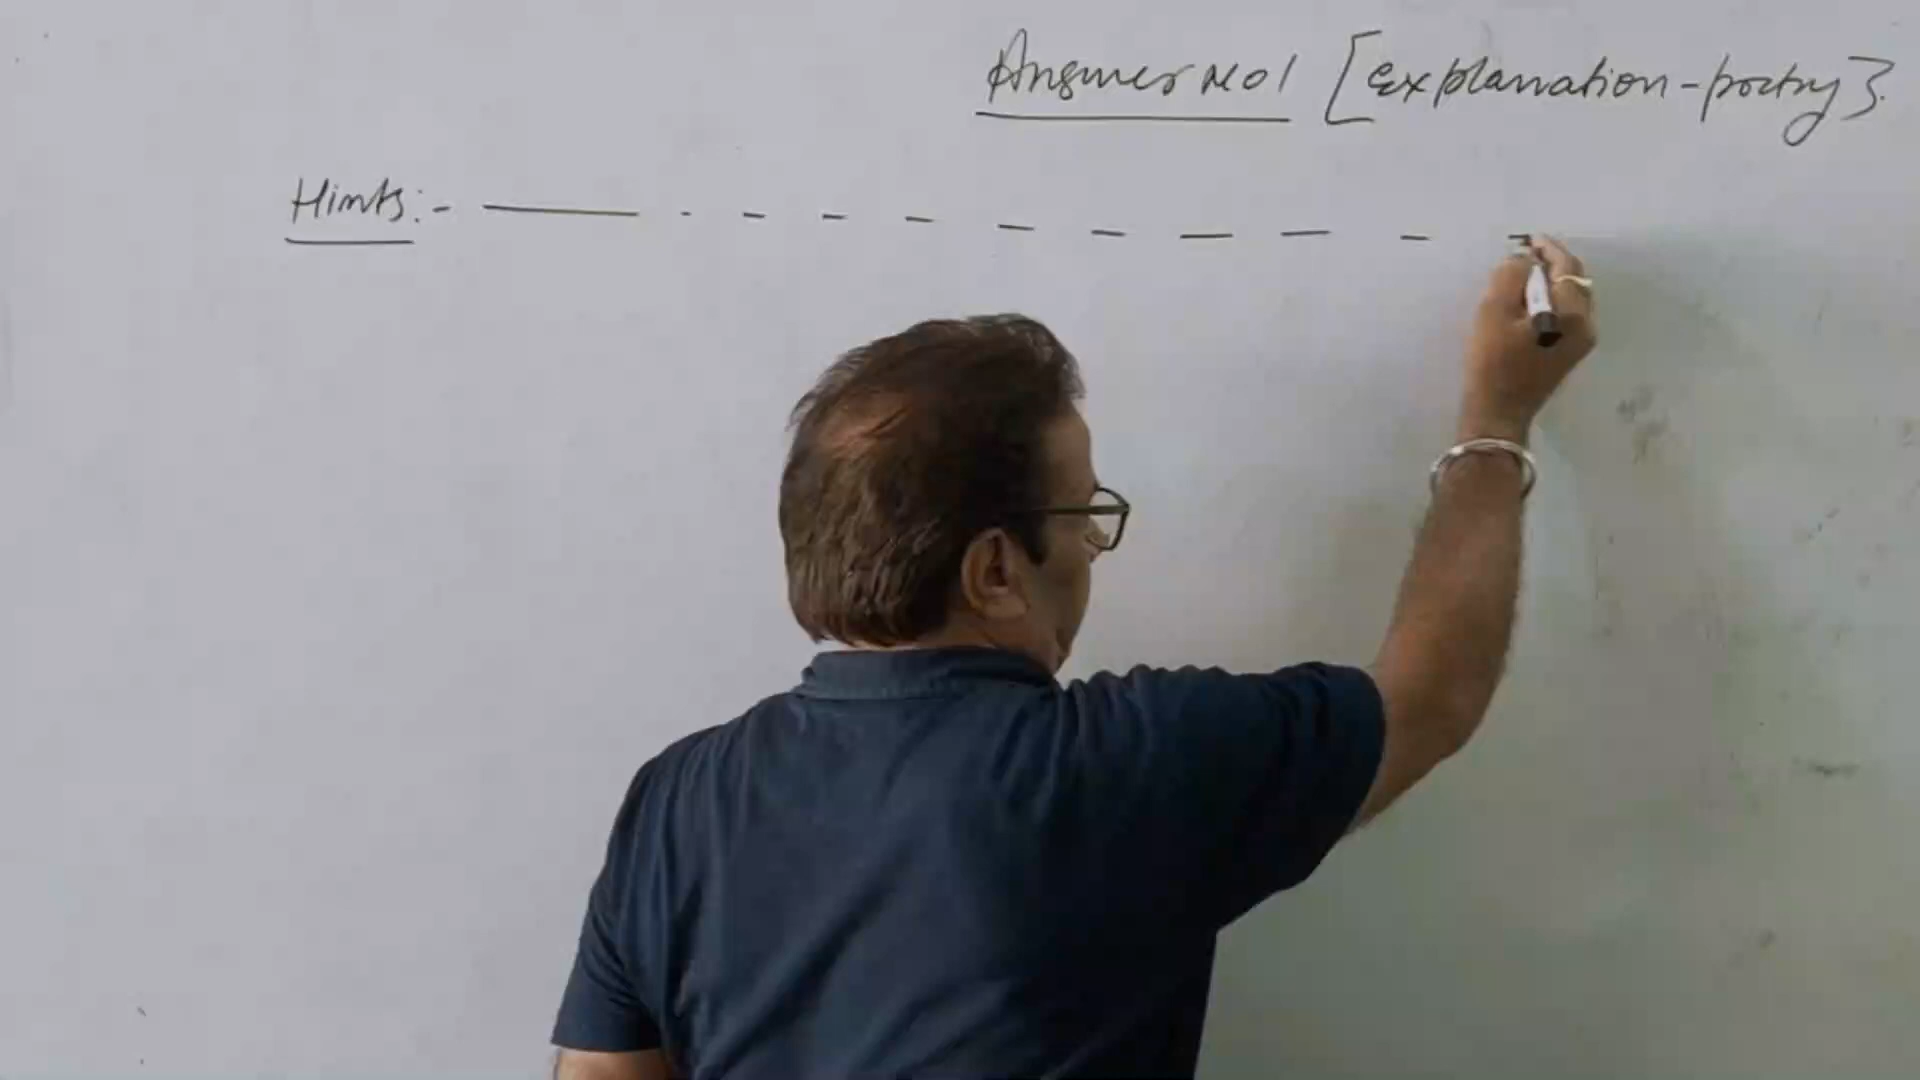 Answer No 1 [explanation-poetry}.
Hints:- — - - - - - - - - - -